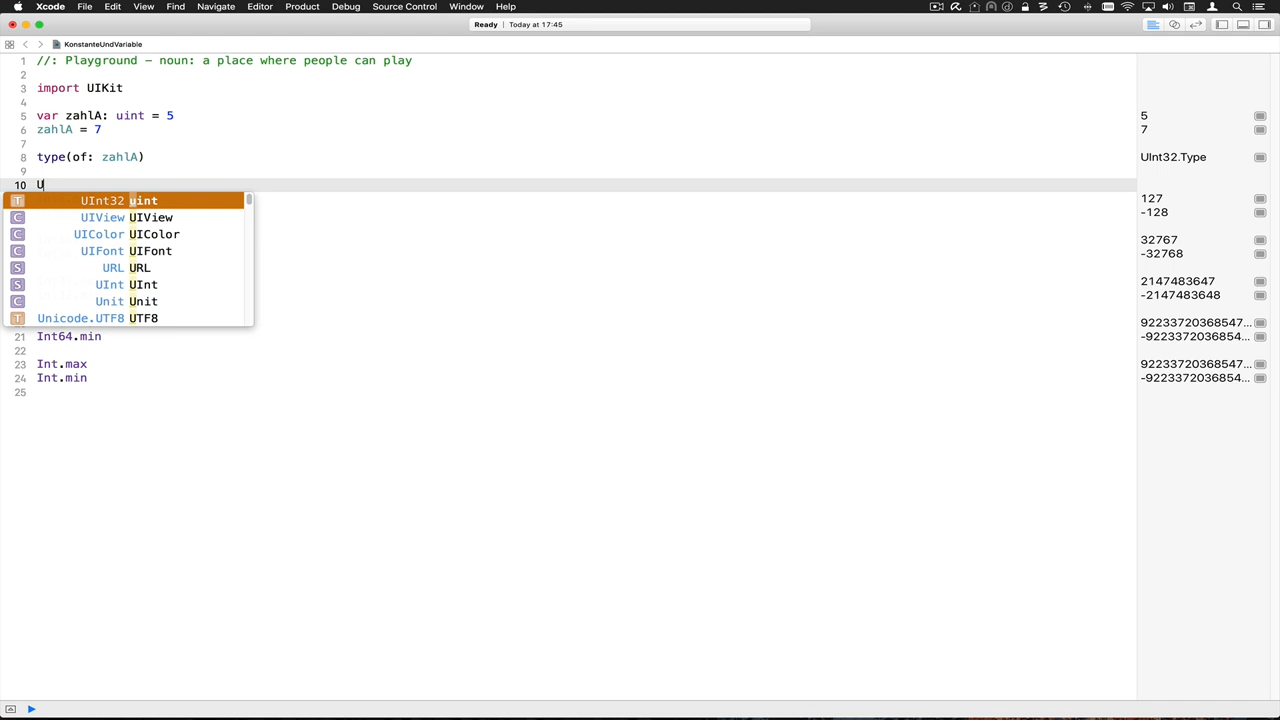 Xcode File Edit View Find Navigate Editor Product Debug Source Control Window Help
Ready | Today at 17:45
KonstanteUndVariable
1 //: Playground - noun: a place where people can play
2
3 import UIKit
4
5 var zahlA: uint = 5 5
6 zahlA = 7 7
7
8 type(of: zahlA) UInt32.Type
9
10 U
UInt32 uint
127
UIView UIView
-128
UIColor UIColor
32767
UIFont UIFont
-32768
URL URL
UInt UInt
2147483647
Unit Unit
-2147483648
Unicode.UTF8 UTF8
92233720368547...
21 Int64.min -9223372036854...
22
23 Int.max 92233720368547...
24 Int.min -9223372036854...
25